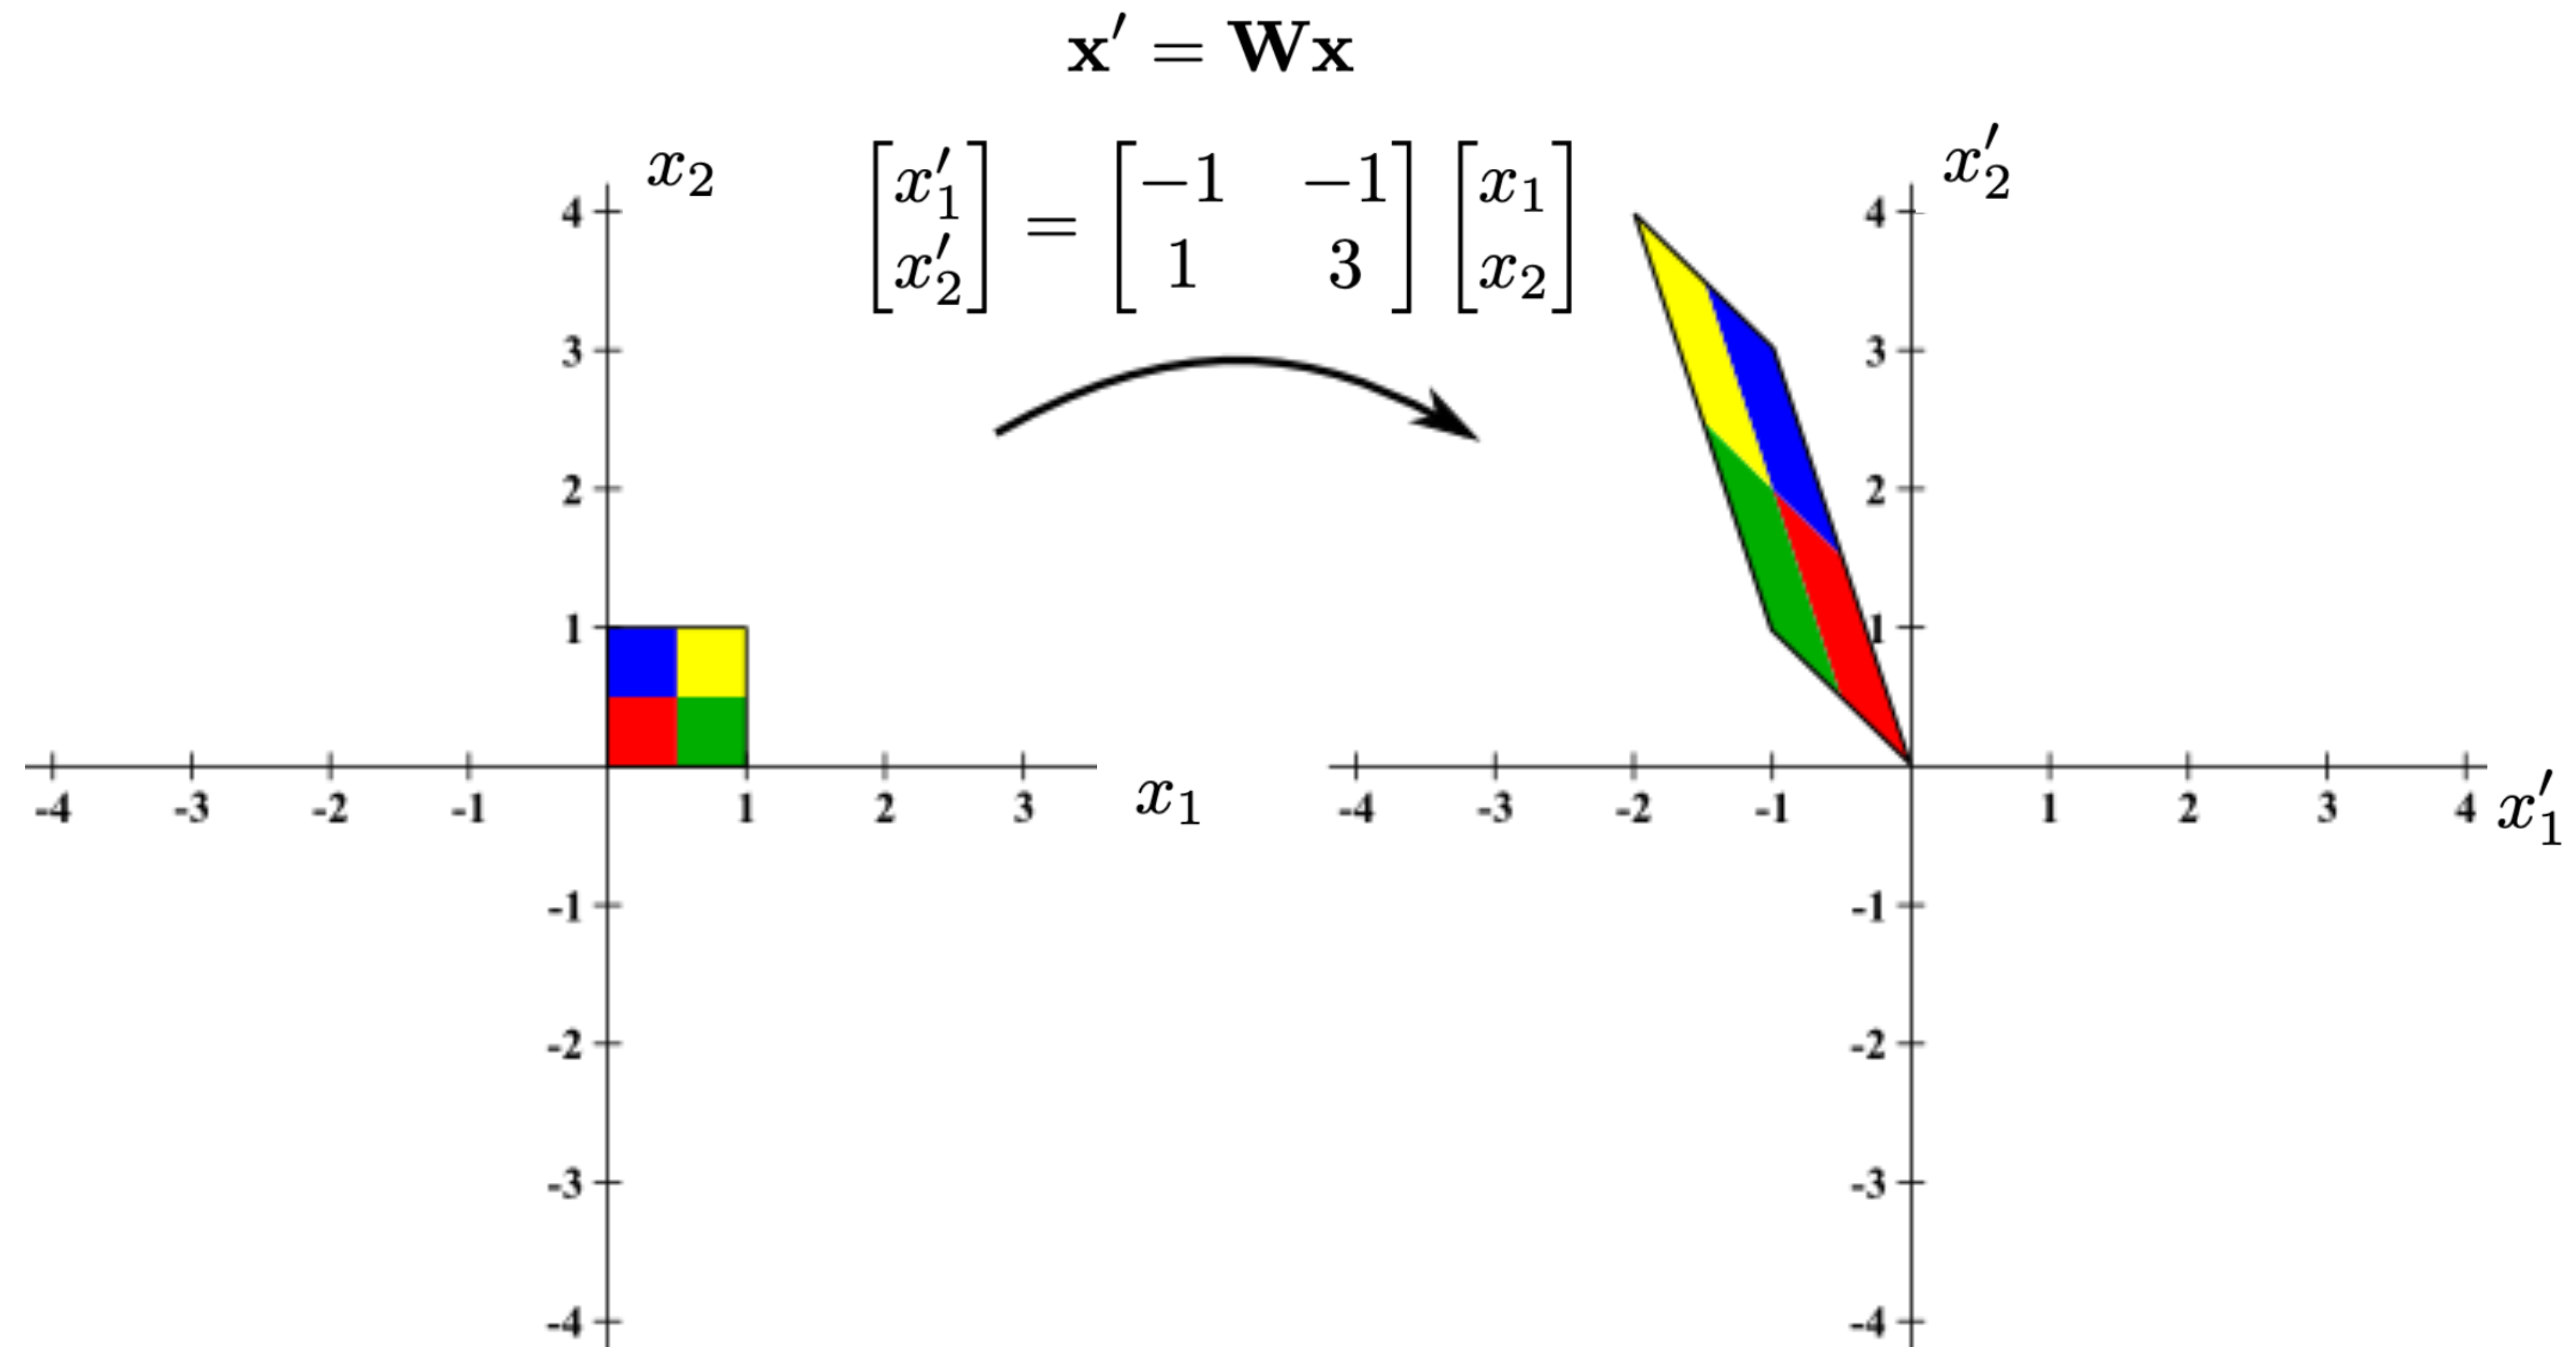 x′ = Wx
[x′₁ x′₂] = [−1 −1 1 3] [x₁ x₂]
x₂
4
3
2
1
-4 -3 -2 -1 1 2 3 x₁
-1
-2
-3
-4
x′₂
4
3
2
1
-4 -3 -2 -1 1 2 3 4 x′₁
-1
-2
-3
-4